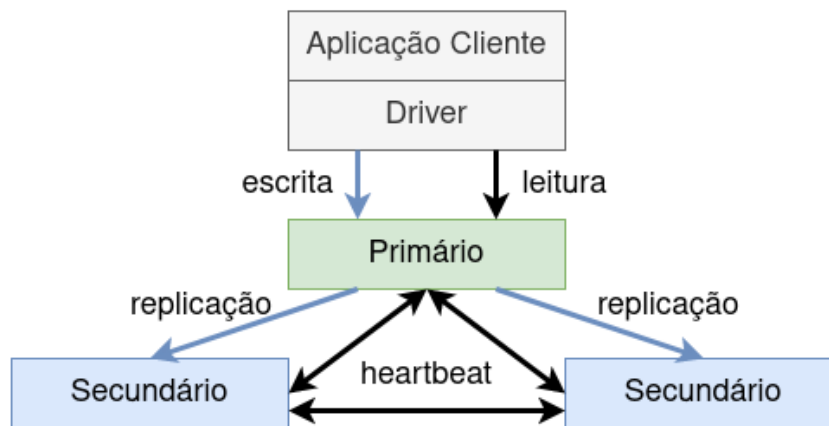 Aplicação Cliente
Driver
escrita
leitura
Primário
replicação
replicação
heartbeat
Secundário
Secundário